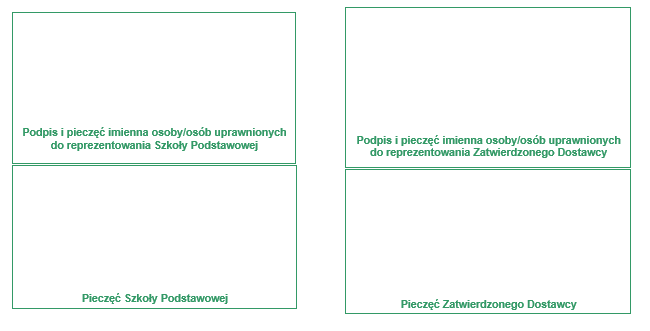 Podpis i pieczęć imienna osoby/osób uprawnionych
do reprezentowania Szkoły Podstawowej
Podpis i pieczęć imienna osoby/osób uprawnionych
do reprezentowania Zatwierdzonego Dostawcy
Pieczęć Szkoły Podstawowej
Pieczęć Zatwierdzonego Dostawcy